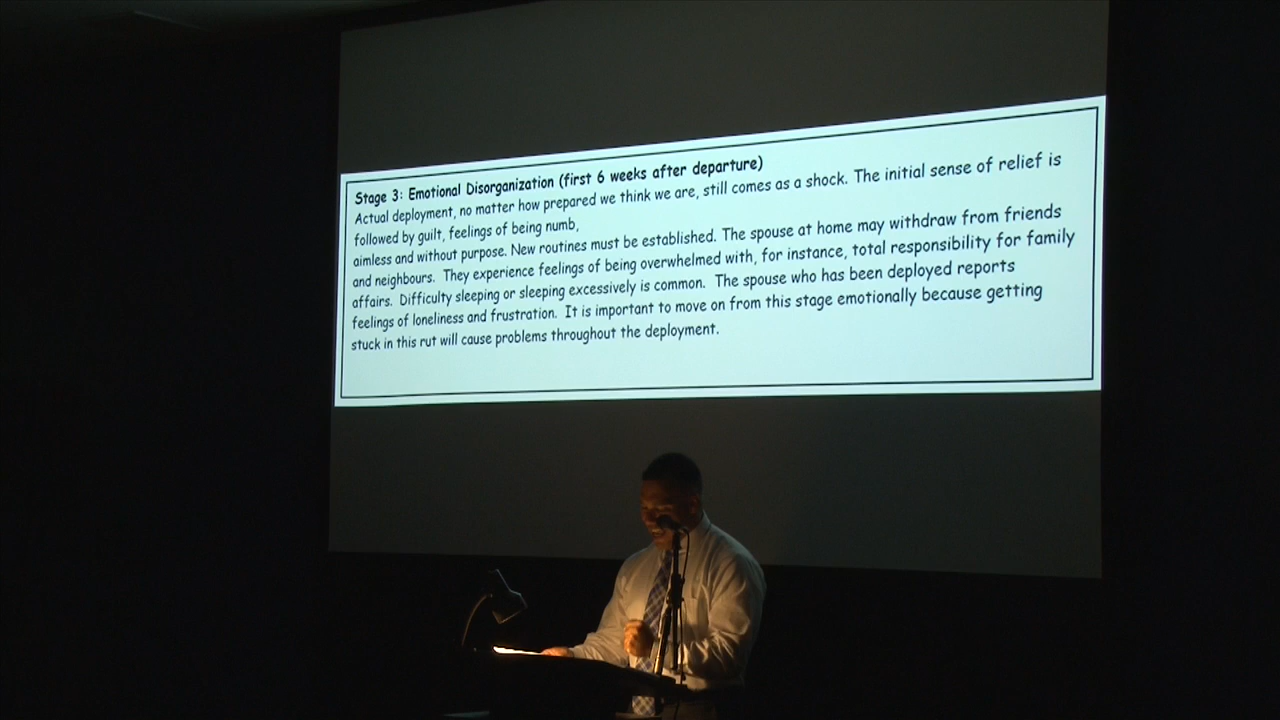 Stage 3: Emotional Disorganization (first 6 weeks after departure)
Actual deployment, no matter how prepared we think we are, still comes as a shock. The initial sense of relief is
followed by guilt, feelings of being numb,
aimless and without purpose. New routines must be established. The spouse at home may withdraw from friends
and neighbours. They experience feelings of being overwhelmed with, for instance, total responsibility for family
affairs. Difficulty sleeping or sleeping excessively is common. The spouse who has been deployed reports
feelings of loneliness and frustration. It is important to move on from this stage emotionally because getting
stuck in this rut will cause problems throughout the deployment.